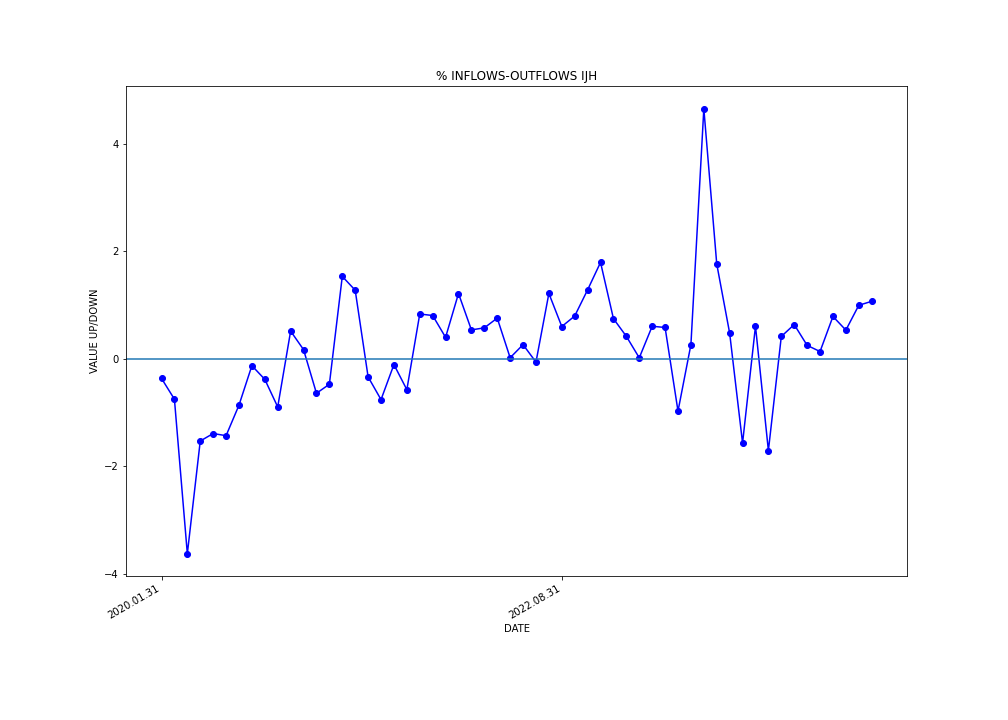 % INFLOWS-OUTFLOWS IJH
VALUE UP/DOWN
4
2
0
−2
−4
2020.01.31
2022.08.31
DATE